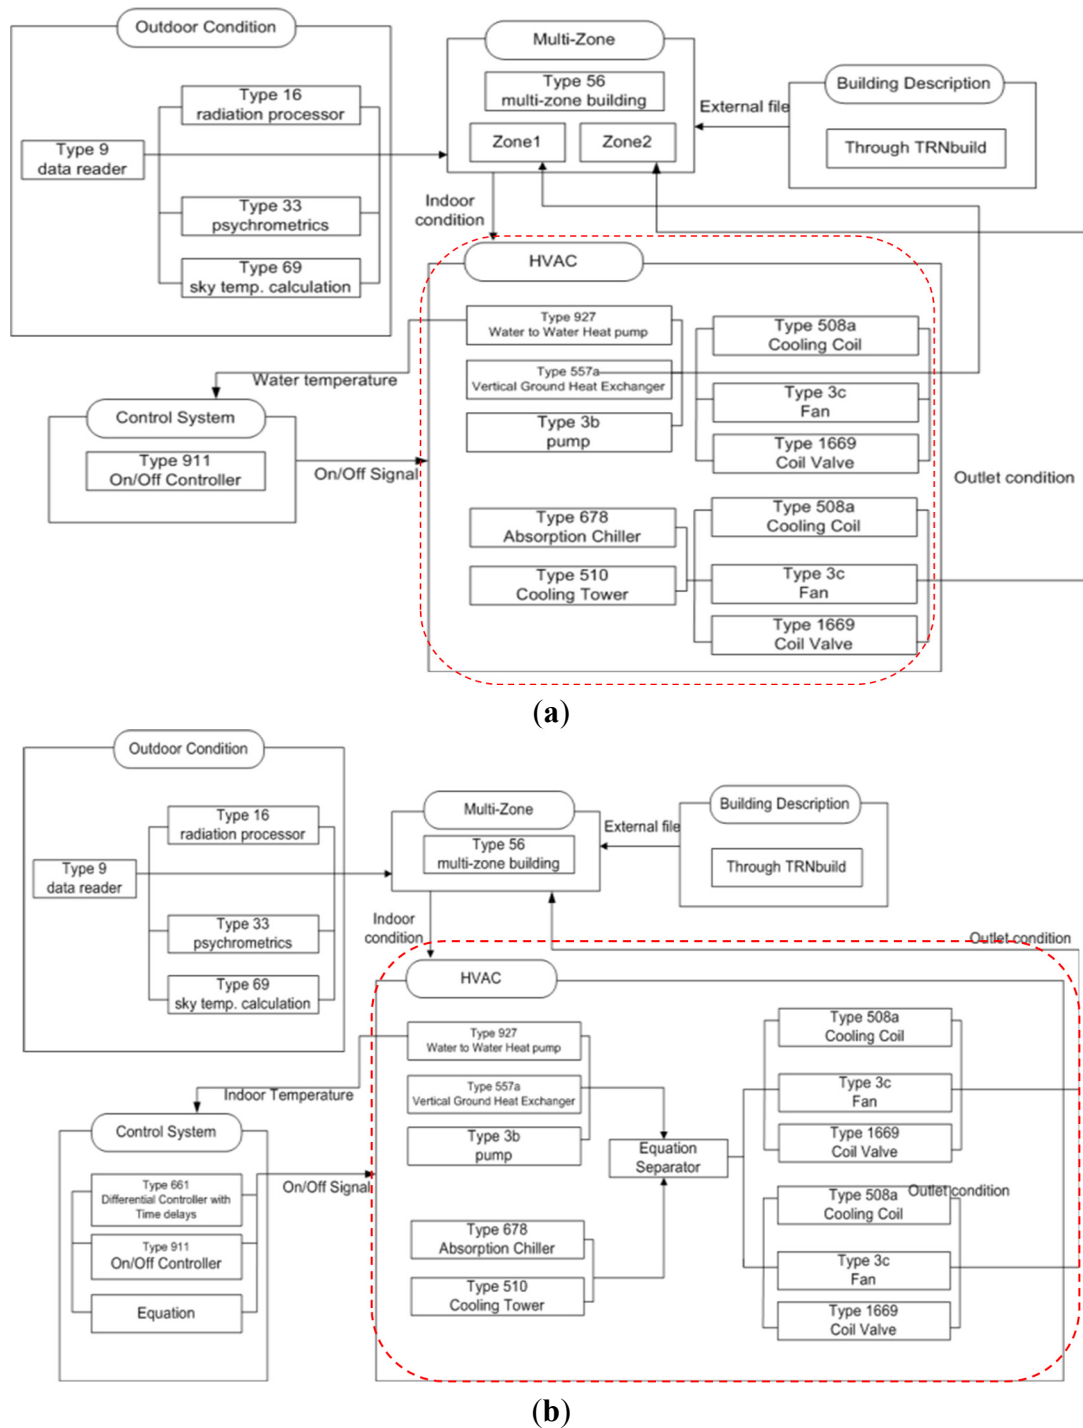 Outdoor Condition
Type 16
radiation processor
Type 9
data reader
Type 33
psychrometrics
Type 69
sky temp. calculation
Multi-Zone
Type 56
multi-zone building
Zone1
Zone2
External file
Building Description
Through TRNbuild
Indoor
condition
HVAC
Type 927
Water to Water Heat pump
Type 557a
Vertical Ground Heat Exchanger
Type 3b
pump
Type 508a
Cooling Coil
Type 3c
Fan
Type 1669
Coil Valve
Water temperature
Control System
Type 911
On/Off Controller
On/Off Signal
Outlet condition
Type 678
Absorption Chiller
Type 510
Cooling Tower
Type 508a
Cooling Coil
Type 3c
Fan
Type 1669
Coil Valve
(a)
Outdoor Condition
Type 16
radiation processor
Type 9
data reader
Type 33
psychrometrics
Type 69
sky temp. calculation
Multi-Zone
Type 56
multi-zone building
External file
Building Description
Through TRNbuild
Indoor
condition
Outlet condition
HVAC
Type 927
Water to Water Heat pump
Type 557a
Vertical Ground Heat Exchanger
Type 3b
pump
Equation
Separator
Type 508a
Cooling Coil
Type 3c
Fan
Type 1669
Coil Valve
Indoor Temperature
Control System
Type 661
Differential Controller with
Time delays
Type 911
On/Off Controller
Equation
On/Off Signal
Type 678
Absorption Chiller
Type 510
Cooling Tower
Type 508a
Cooling Coil
Outlet condition
Type 3c
Fan
Type 1669
Coil Valve
(b)